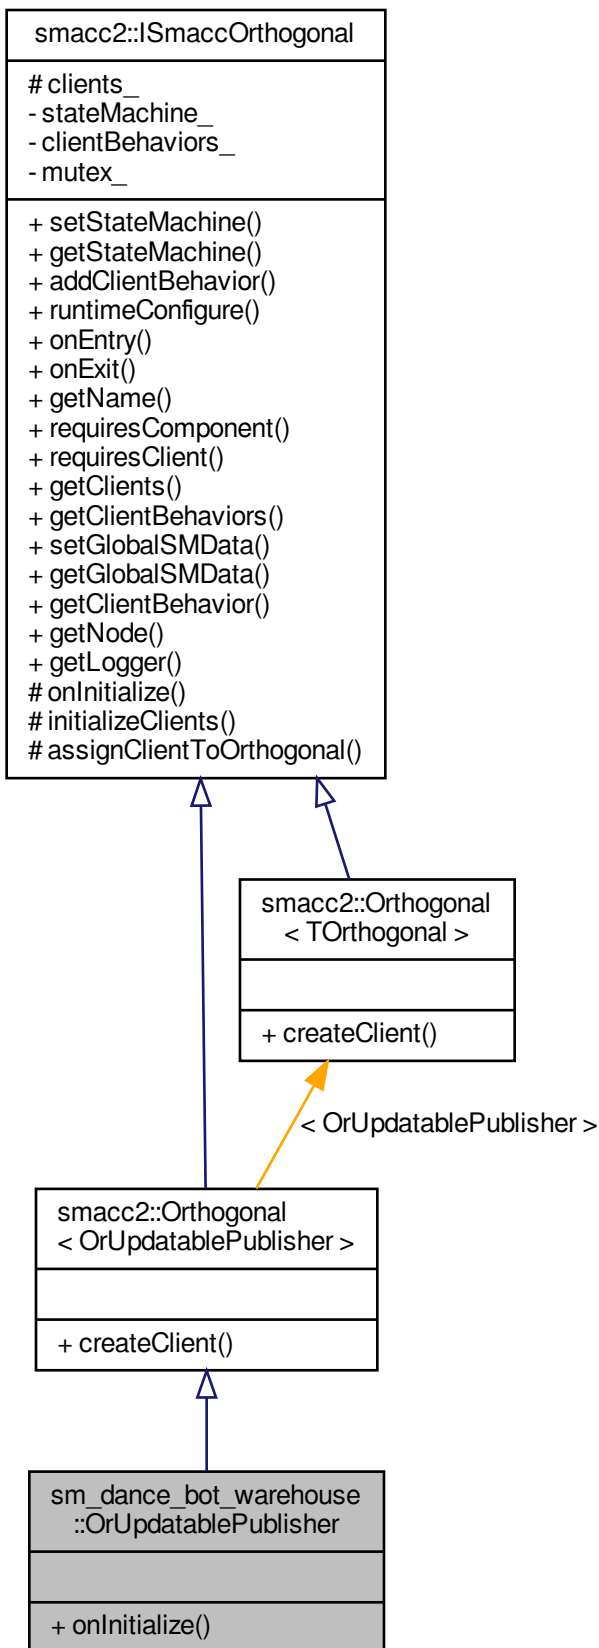 smacc2::ISmaccOrthogonal
# clients_
- stateMachine_
- clientBehaviors_
- mutex_
+ setStateMachine()
+ getStateMachine()
+ addClientBehavior()
+ runtimeConfigure()
+ onEntry()
+ onExit()
+ getName()
+ requiresComponent()
+ requiresClient()
+ getClients()
+ getClientBehaviors()
+ setGlobalSMData()
+ getGlobalSMData()
+ getClientBehavior()
+ getNode()
+ getLogger()
# onInitialize()
# initializeClients()
# assignClientToOrthogonal()
smacc2::Orthogonal
< TOrthogonal >
+ createClient()
< OrUpdatablePublisher >
smacc2::Orthogonal
< OrUpdatablePublisher >
+ createClient()
sm_dance_bot_warehouse
::OrUpdatablePublisher
+ onInitialize()